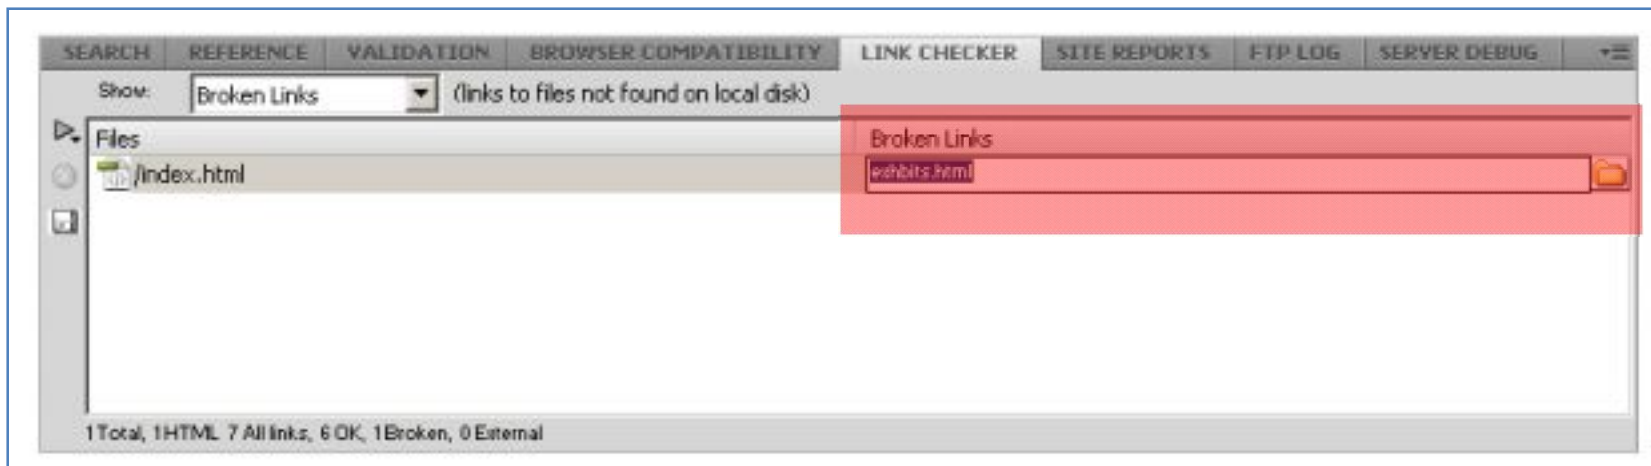 SEARCH REFERENCE VALIDATION BROWSER COMPATIBILITY LINK CHECKER SITE REPORTS FTP LOG SERVER DEBUG
Show: Broken Links (links to files not found on local disk)
Files Broken Links
/index.html exhbits.html
1 Total, 1 HTML 7 All links, 6 OK, 1 Broken, 0 External